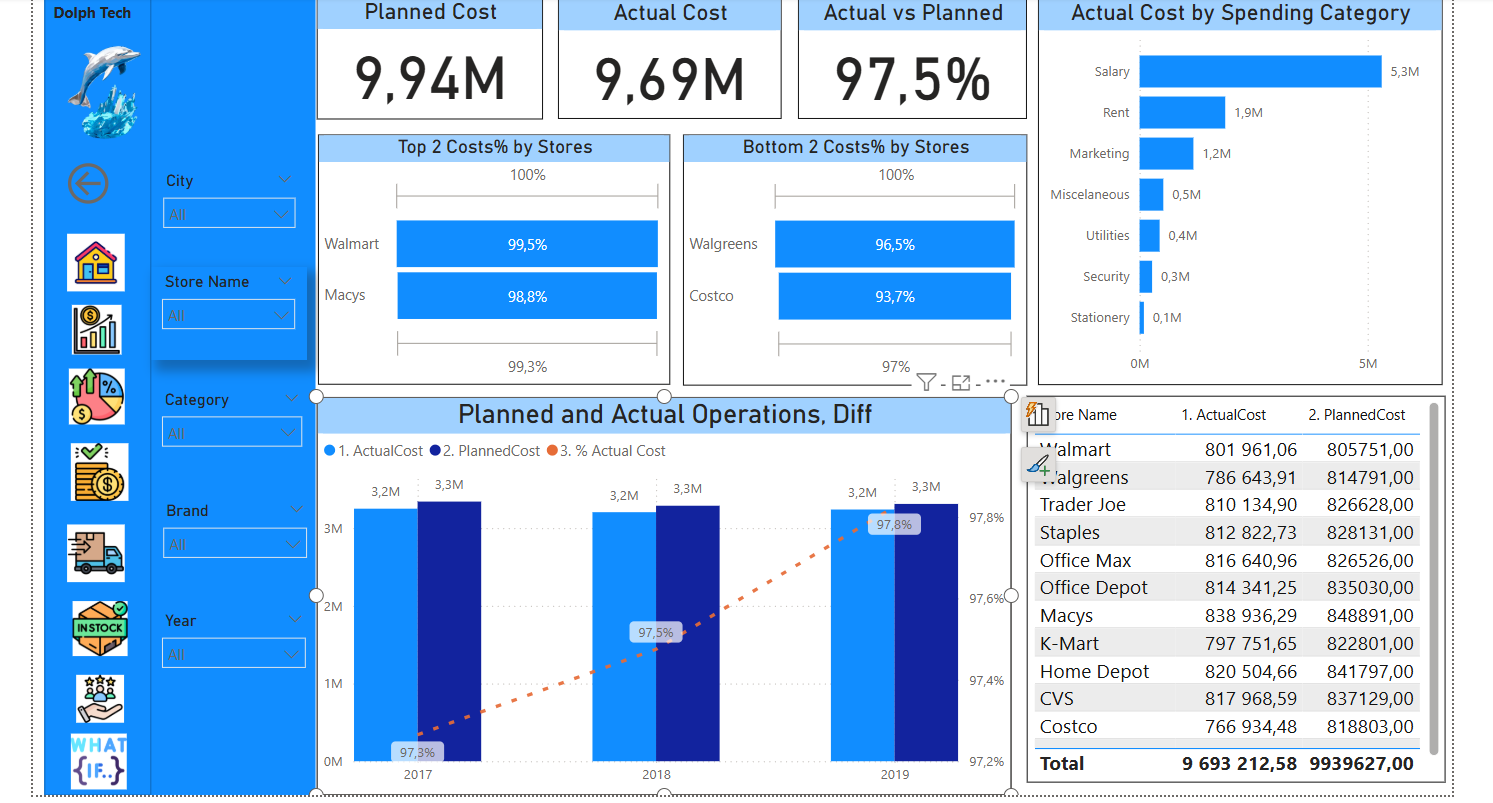 Dolph Tech
City
All
Store Name
All
Category
All
Brand
All
Year
All
IN STOCK
WHAT
{IF..}
Planned Cost
9,94M
Actual Cost
9,69M
Actual vs Planned
97,5%
Top 2 Costs% by Stores
100%
Walmart 99,5%
Macys 98,8%
99,3%
Bottom 2 Costs% by Stores
100%
Walgreens 96,5%
Costco 93,7%
97%
Actual Cost by Spending Category
Salary 5,3M
Rent 1,9M
Marketing 1,2M
Miscelaneous 0,5M
Utilities 0,4M
Security 0,3M
Stationery 0,1M
0M 5M
Planned and Actual Operations, Diff
1. ActualCost 2. PlannedCost 3. % Actual Cost
3,2M 3,3M 3,2M 3,3M 3,2M 3,3M
3M
2M
1M
0M
97,3% 97,5% 97,8%
97,8%
97,6%
97,4%
97,2%
2017 2018 2019
ore Name 1. ActualCost 2. PlannedCost
Walmart 801 961,06 805751,00
Walgreens 786 643,91 814791,00
Trader Joe 810 134,90 826628,00
Staples 812 822,73 828131,00
Office Max 816 640,96 826526,00
Office Depot 814 341,25 835030,00
Macys 838 936,29 848891,00
K-Mart 797 751,65 822801,00
Home Depot 820 504,66 841797,00
CVS 817 968,59 837129,00
Costco 766 934,48 818803,00
Total 9 693 212,58 9939627,00